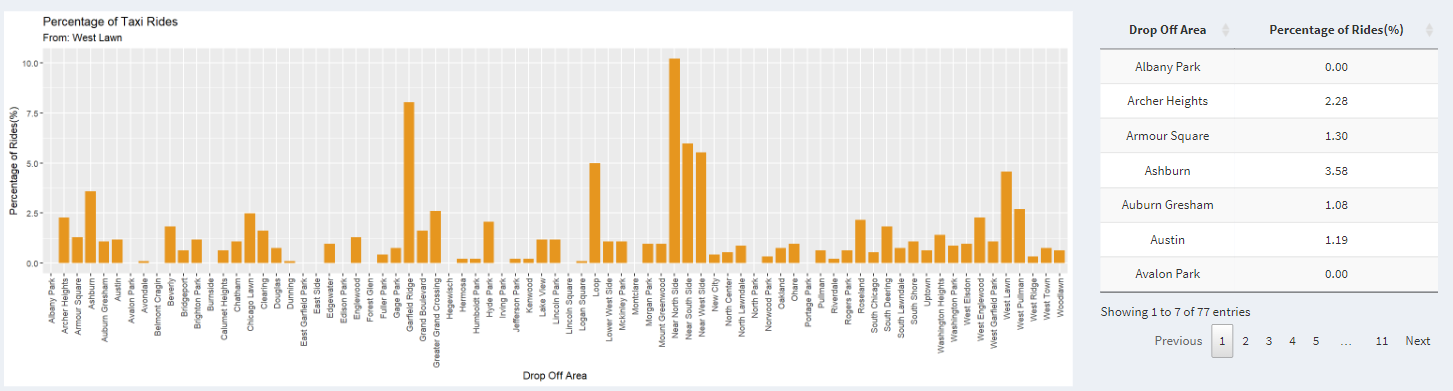 Percentage of Taxi Rides
From: West Lawn
Percentage of Rides(%)
10.0
7.5
5.0
2.5
0.0
Albany Park
Archer Heights
Armour Square
Ashburn
Auburn Gresham
Austin
Avalon Park
Avondale
Belmont Cragin
Beverly
Bridgeport
Brighton Park
Burnside
Calumet Heights
Chatham
Chicago Lawn
Clearing
Douglas
Dunning
East Garfield Park
East Side
Edgewater
Edison Park
Englewood
Forest Glen
Fuller Park
Gage Park
Garfield Ridge
Grand Boulevard
Greater Grand Crossing
Hegewisch
Hermosa
Humboldt Park
Hyde Park
Irving Park
Jefferson Park
Kenwood
Lake View
Lincoln Park
Lincoln Square
Logan Square
Loop
Lower West Side
Mckinley Park
Montclare
Morgan Park
Mount Greenwood
Near North Side
Near South Side
Near West Side
New City
North Center
North Lawndale
North Park
Norwood Park
Oakland
Ohare
Portage Park
Pullman
Riverdale
Rogers Park
Roseland
South Chicago
South Deering
South Lawndale
South Shore
Uptown
Washington Heights
Washington Park
West Elsdon
West Englewood
West Garfield Park
West Lawn
West Pullman
West Ridge
West Town
Woodlawn
Drop Off Area
Drop Off Area Percentage of Rides(%)
Albany Park 0.00
Archer Heights 2.28
Armour Square 1.30
Ashburn 3.58
Auburn Gresham 1.08
Austin 1.19
Avalon Park 0.00
Showing 1 to 7 of 77 entries
Previous 1 2 3 4 5 … 11 Next